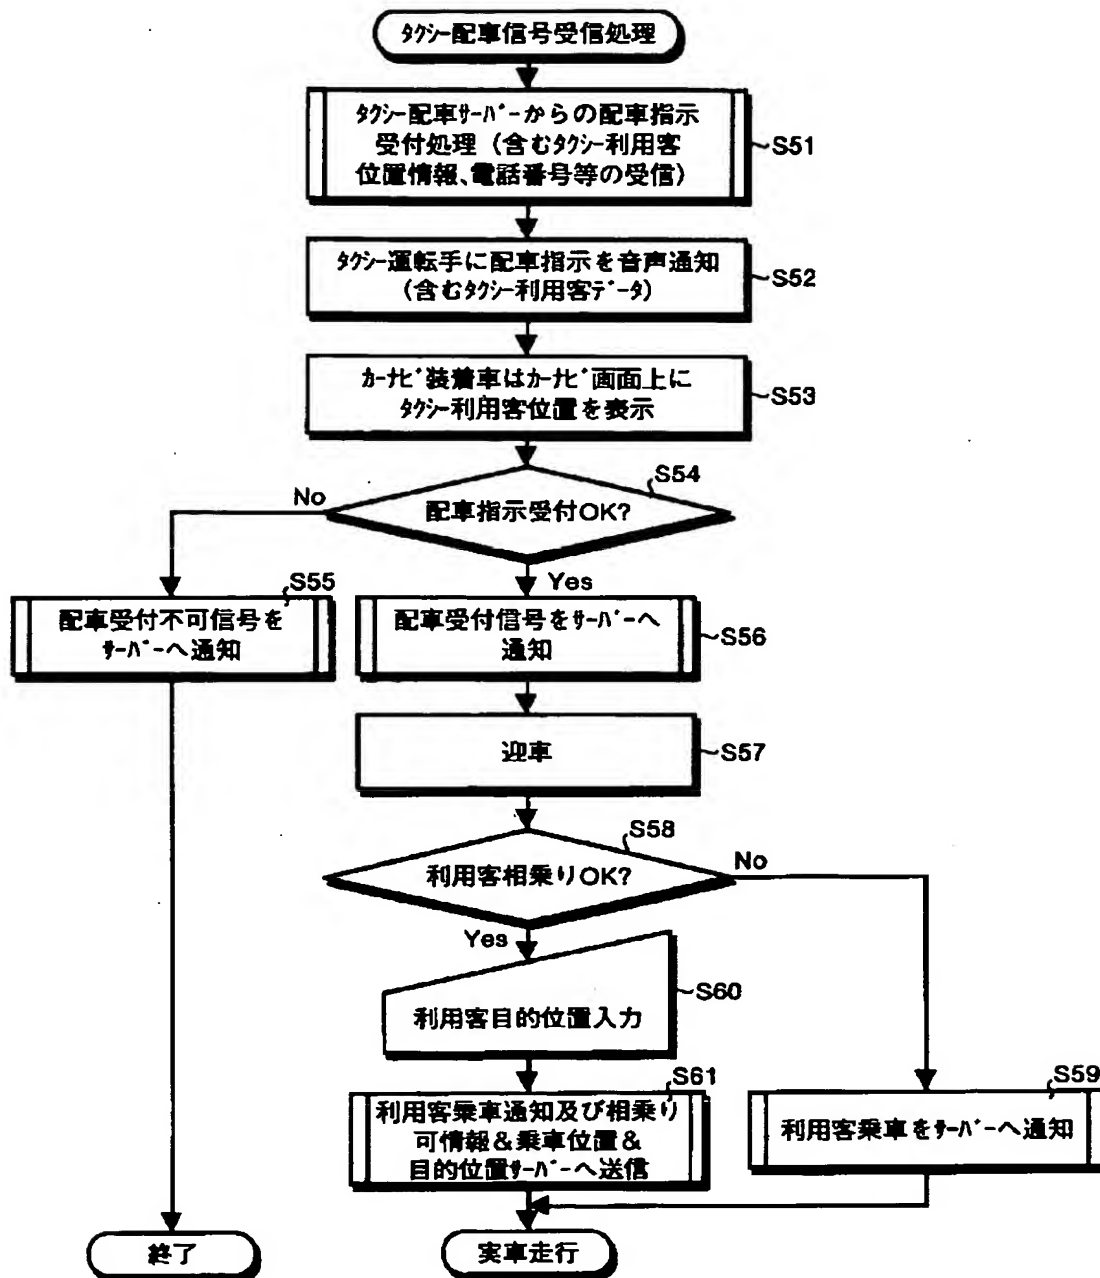 ﾀｸｼｰ配車信号受信処理
ﾀｸｼｰ配車ｻｰﾊﾞｰからの配車指示
受付処理（含むﾀｸｼｰ利用客
位置情報、電話番号等の受信）
S51
ﾀｸｼｰ運転手に配車指示を音声通知
（含むﾀｸｼｰ利用客ﾃﾞｰﾀ）
S52
ｶｰﾅﾋﾞ装着車はｶｰﾅﾋﾞ画面上に
ﾀｸｼｰ利用客位置を表示
S53
S54
No
配車指示受付OK?
Yes
S55
配車受付不可信号を
ｻｰﾊﾞｰへ通知
配車受付信号をｻｰﾊﾞｰへ
通知
S56
迎車
S57
S58
利用客相乗りOK?
No
Yes
利用客目的位置入力
S60
S61
利用客乗車通知及び相乗り
可情報＆乗車位置＆
目的位置ｻｰﾊﾞｰへ送信
S59
利用客乗車をｻｰﾊﾞｰへ通知
終了
実車走行